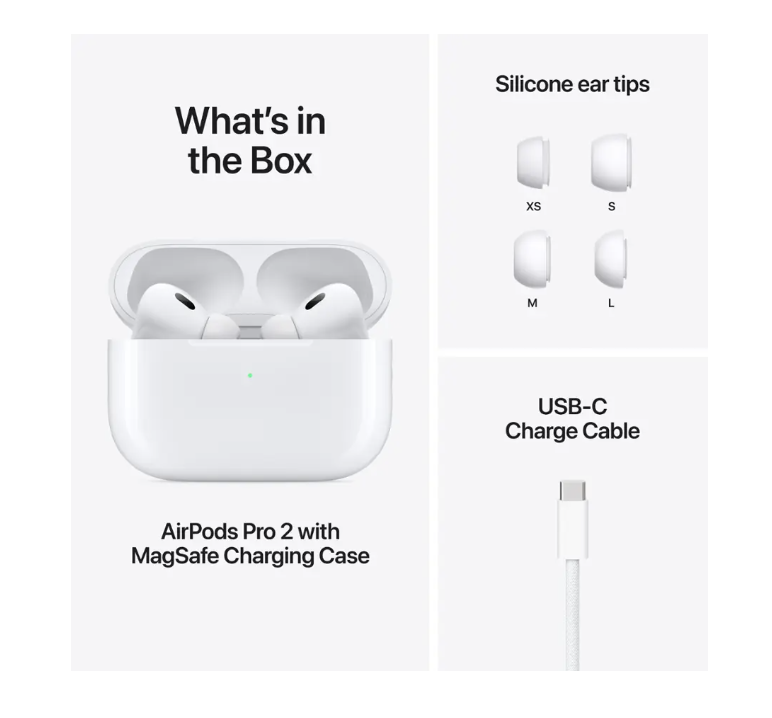 What's in
the Box
AirPods Pro 2 with
MagSafe Charging Case
Silicone ear tips
XS
S
M
L
USB-C
Charge Cable